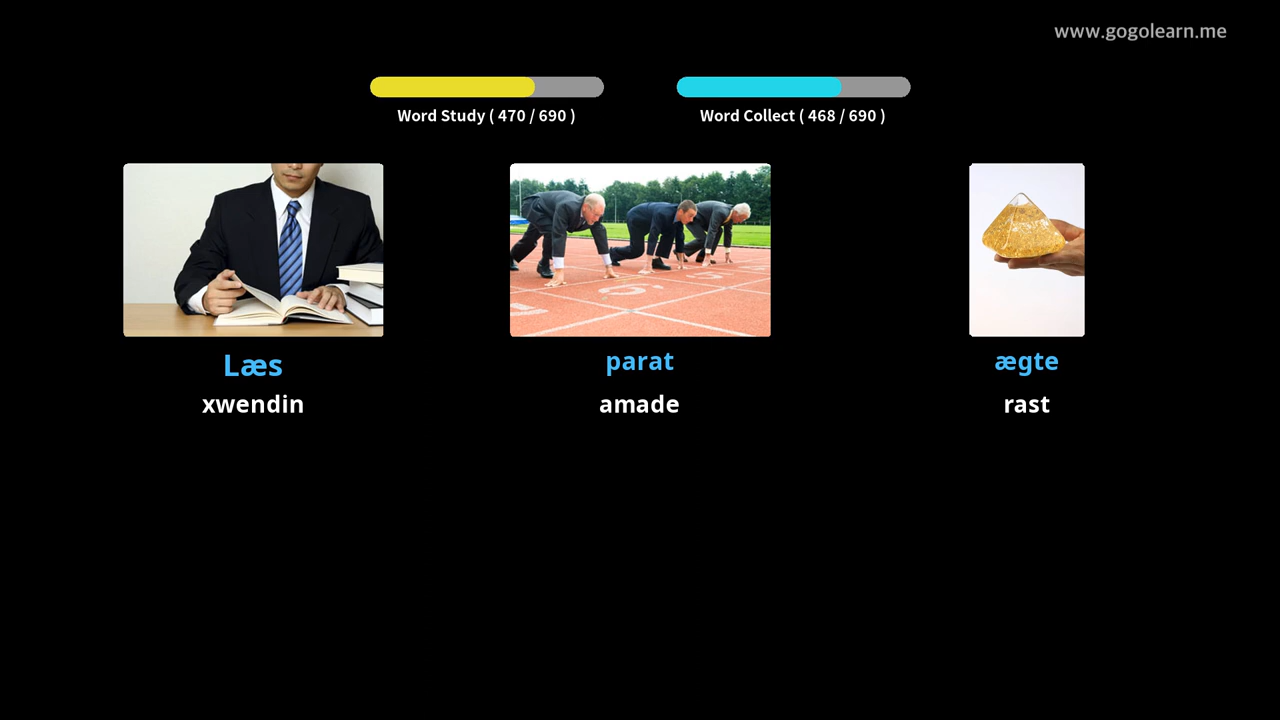 www.gogolearn.me
Word Study ( 470 / 690 )
Word Collect ( 468 / 690 )
Læs
parat
ægte
xwendin
amade
rast